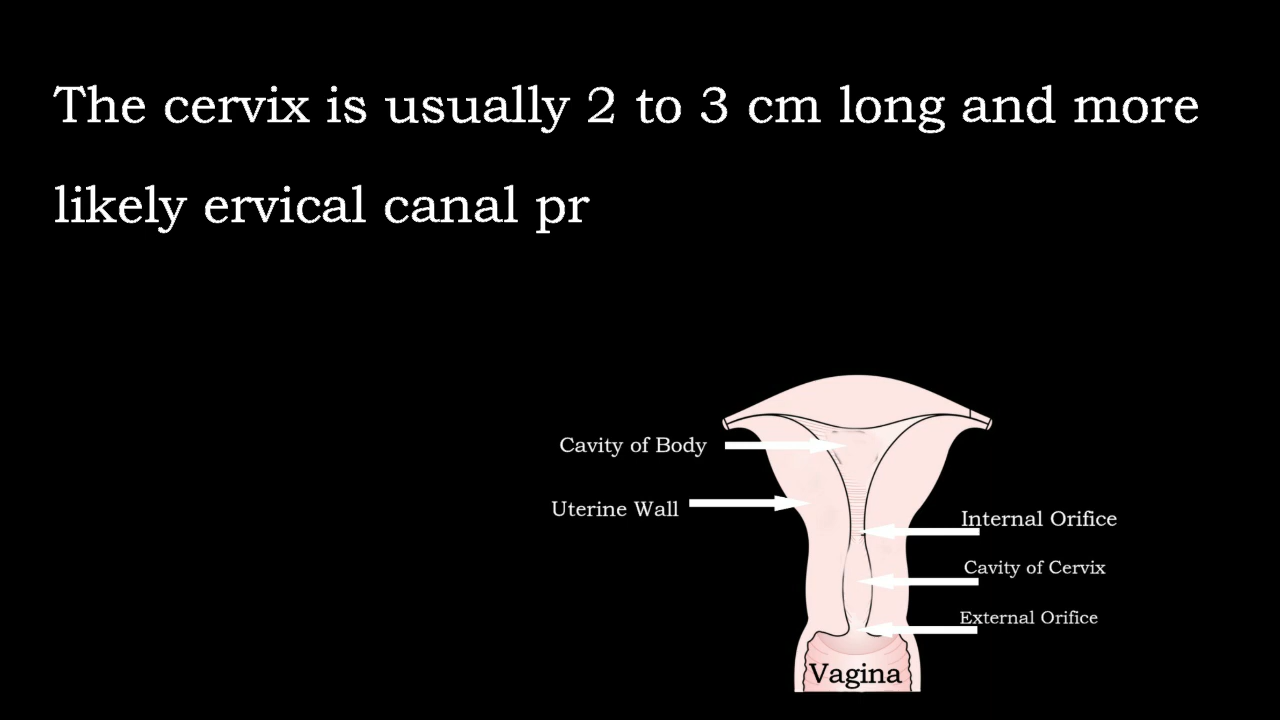 The cervix is usually 2 to 3 cm long and more
likely ervical canal pr
Cavity of Body
Uterine Wall
Internal Orifice
Cavity of Cervix
External Orifice
Vagina